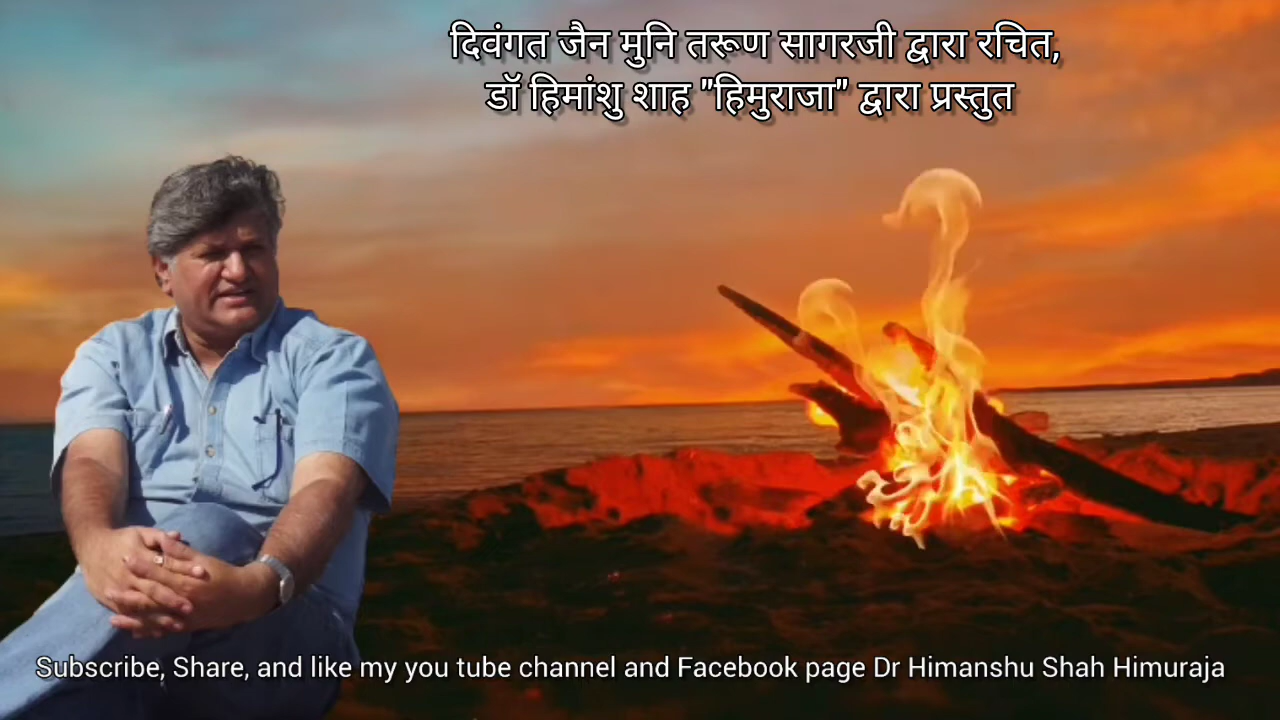 दिवंगत जैन मुनि तरूण सागरजी द्वारा रचित,
डॉ हिमांशु शाह "हिमुराजा" द्वारा प्रस्तुत
Subscribe, Share, and like my you tube channel and Facebook page Dr Himanshu Shah Himuraja